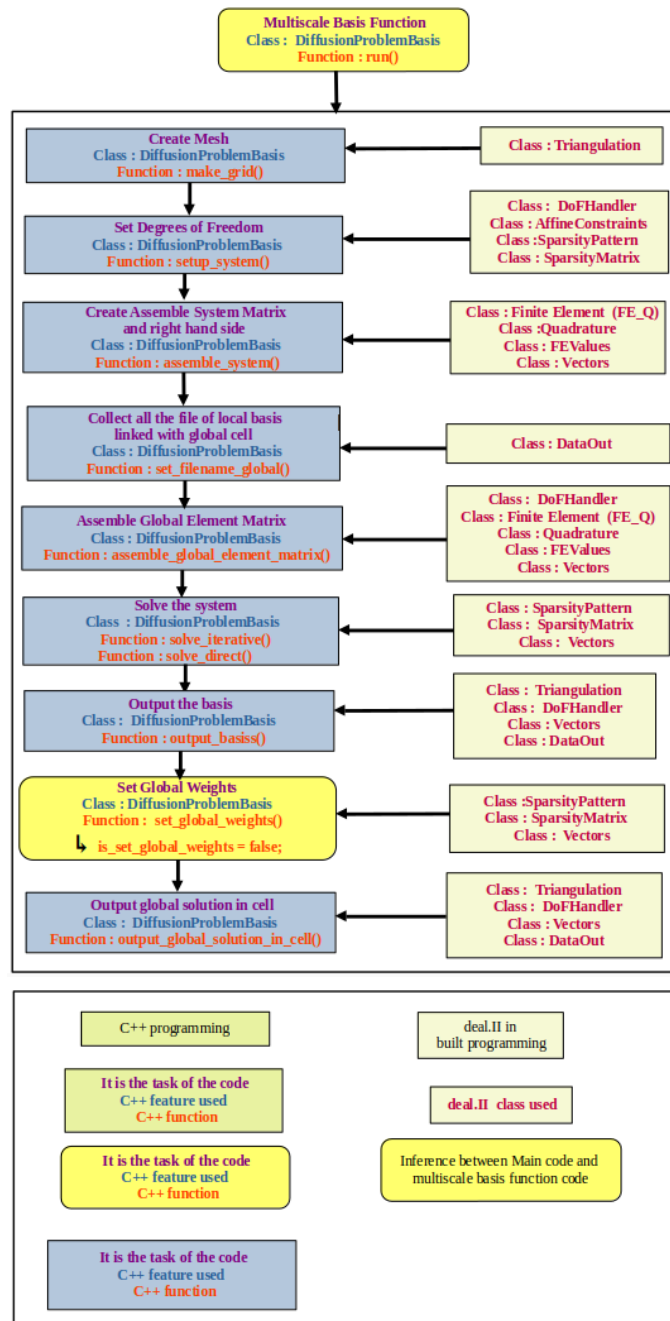 Multiscale Basis Function
Class : DiffusionProblemBasis
Function : run()
Create Mesh
Class : DiffusionProblemBasis
Function : make_grid()
Class : Triangulation
Set Degrees of Freedom
Class : DiffusionProblemBasis
Function : setup_system()
Class : DoFHandler
Class : AffineConstraints
Class :SparsityPattern
Class : SparsityMatrix
Create Assemble System Matrix
and right hand side
Class : DiffusionProblemBasis
Function : assemble_system()
Class : Finite Element (FE_Q)
Class :Quadrature
Class : FEValues
Class : Vectors
Collect all the file of local basis
linked with global cell
Class : DiffusionProblemBasis
Function : set_filename_global()
Class : DataOut
Assemble Global Element Matrix
Class : DiffusionProblemBasis
Function : assemble_global_element_matrix()
Class : DoFHandler
Class : Finite Element (FE_Q)
Class : Quadrature
Class : FEValues
Class : Vectors
Solve the system
Class : DiffusionProblemBasis
Function : solve_iterative()
Function : solve_direct()
Class : SparsityPattern
Class : SparsityMatrix
Class : Vectors
Output the basis
Class : DiffusionProblemBasis
Function : output_basiss()
Class : Triangulation
Class : DoFHandler
Class : Vectors
Class : DataOut
Set Global Weights
Class : DiffusionProblemBasis
Function : set_global_weights()
↳ is_set_global_weights = false;
Class :SparsityPattern
Class : SparsityMatrix
Class : Vectors
Output global solution in cell
Class : DiffusionProblemBasis
Function : output_global_solution_in_cell()
Class : Triangulation
Class : DoFHandler
Class : Vectors
Class : DataOut
C++ programming
deal.II in
built programming
It is the task of the code
C++ feature used
C++ function
deal.II class used
It is the task of the code
C++ feature used
C++ function
Inference between Main code and
multiscale basis function code
It is the task of the code
C++ feature used
C++ function